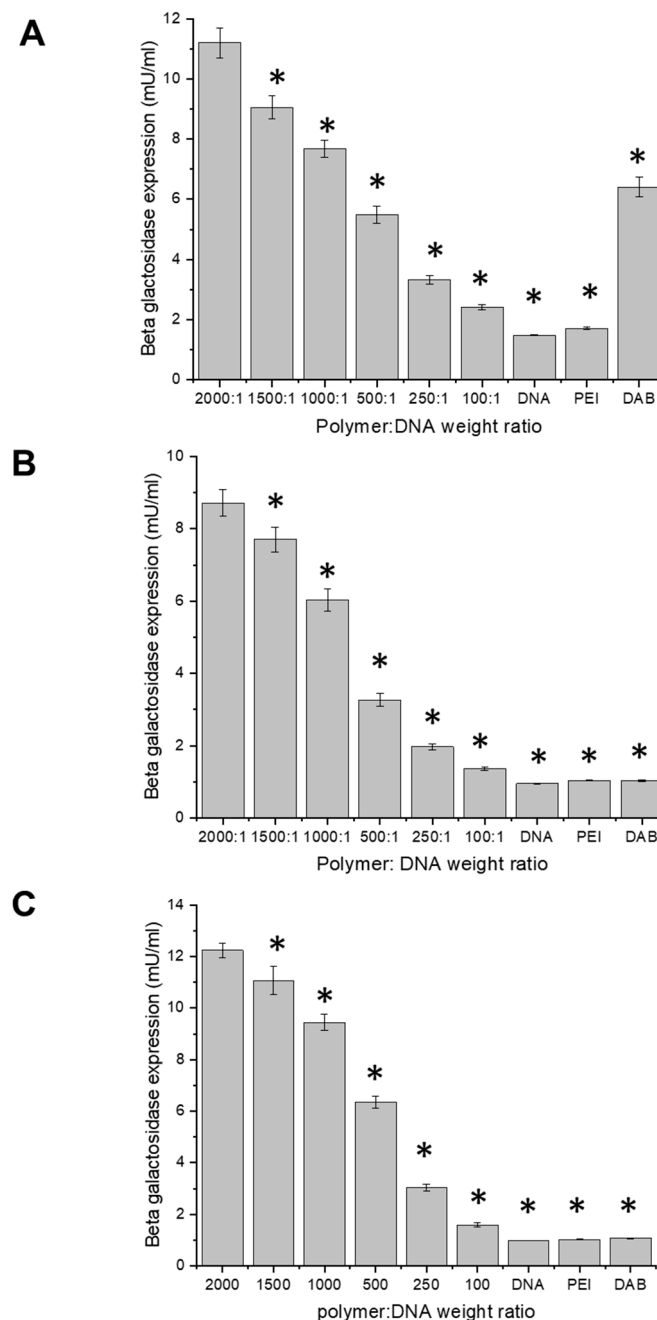 A
Beta glactosidase expression (mU/ml)
12
10
8
6
4
2
0
* * * * * * * *
2000:1 1500:1 1000:1 500:1 250:1 100:1 DNA PEI DAB
Polymer:DNA weight ratio
B
Beta galactosidase expression (mU/ml)
10
8
6
4
2
0
* * * * * * * *
2000:1 1500:1 1000:1 500:1 250:1 100:1 DNA PEI DAB
Polymer: DNA weight ratio
C
Beta galactosidase expression (mU/ml)
14
12
10
8
6
4
2
0
* * * * * * * *
2000 1500 1000 500 250 100 DNA PEI DAB
polymer:DNA weight ratio